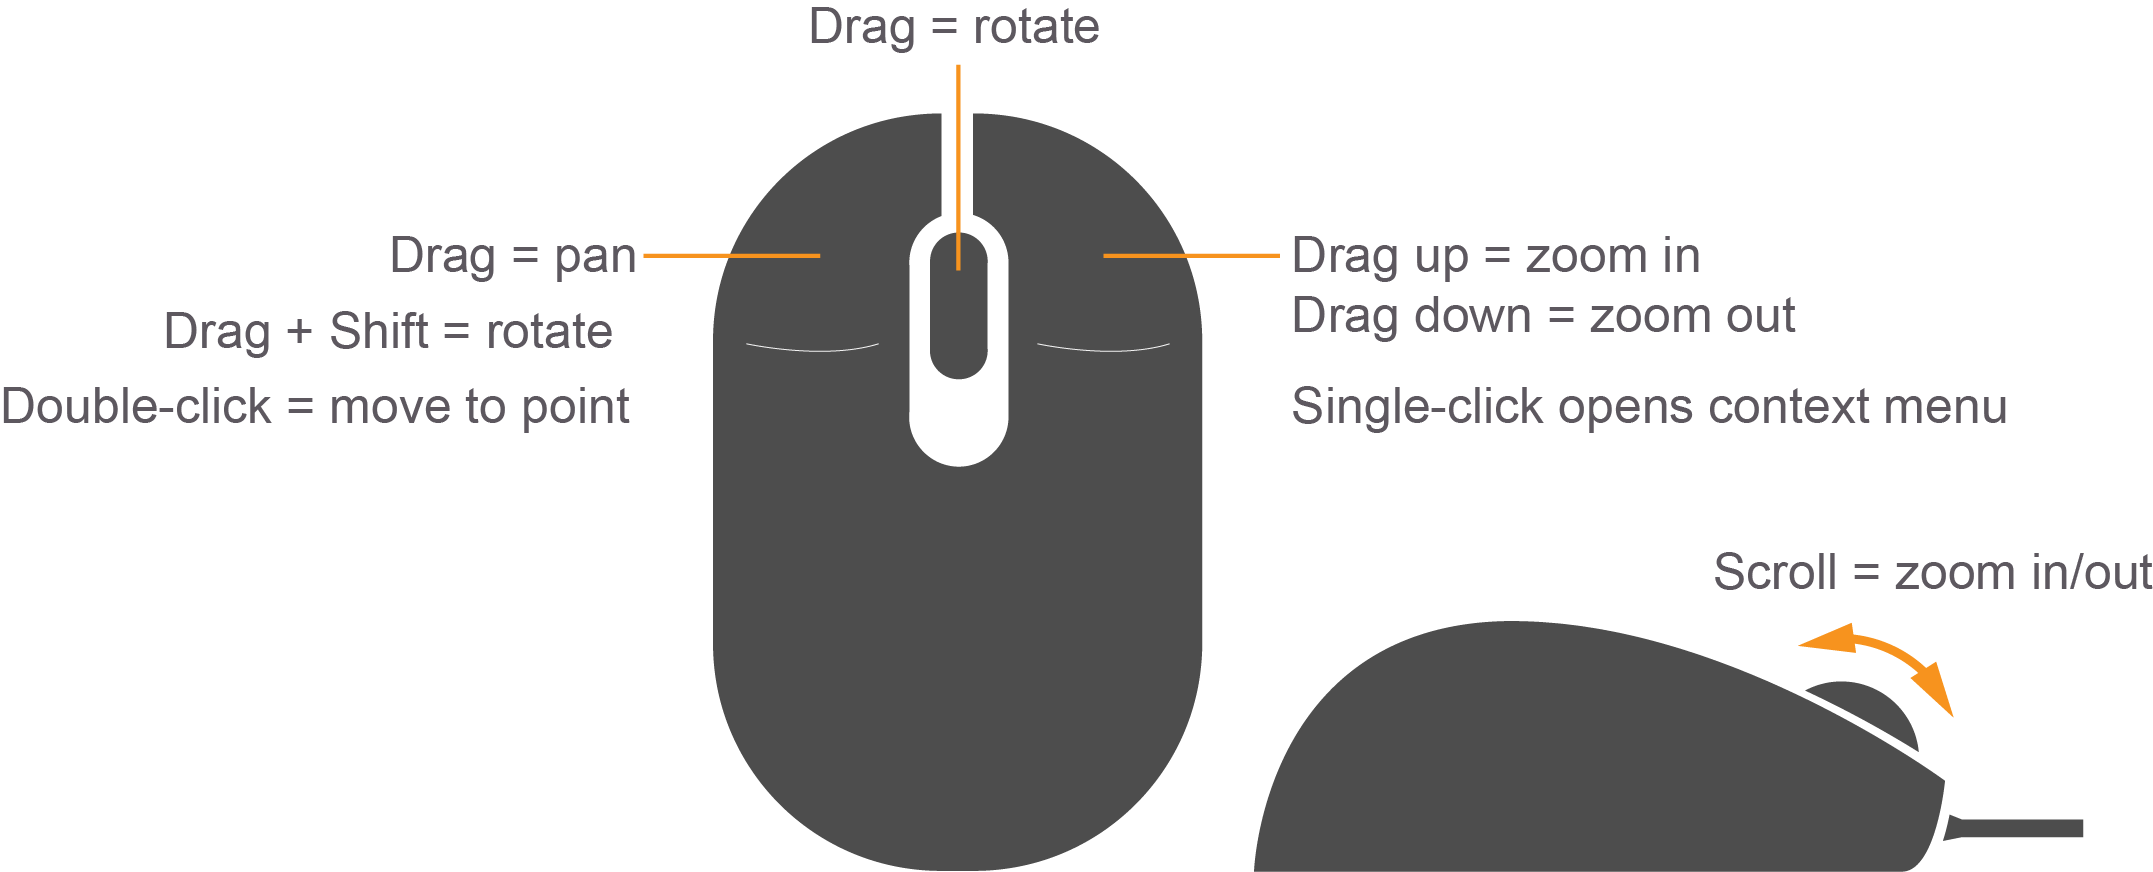 Drag = rotate
Drag = pan
Drag + Shift = rotate
Double-click = move to point
Drag up = zoom in
Drag down = zoom out
Single-click opens context menu
Scroll = zoom in/out